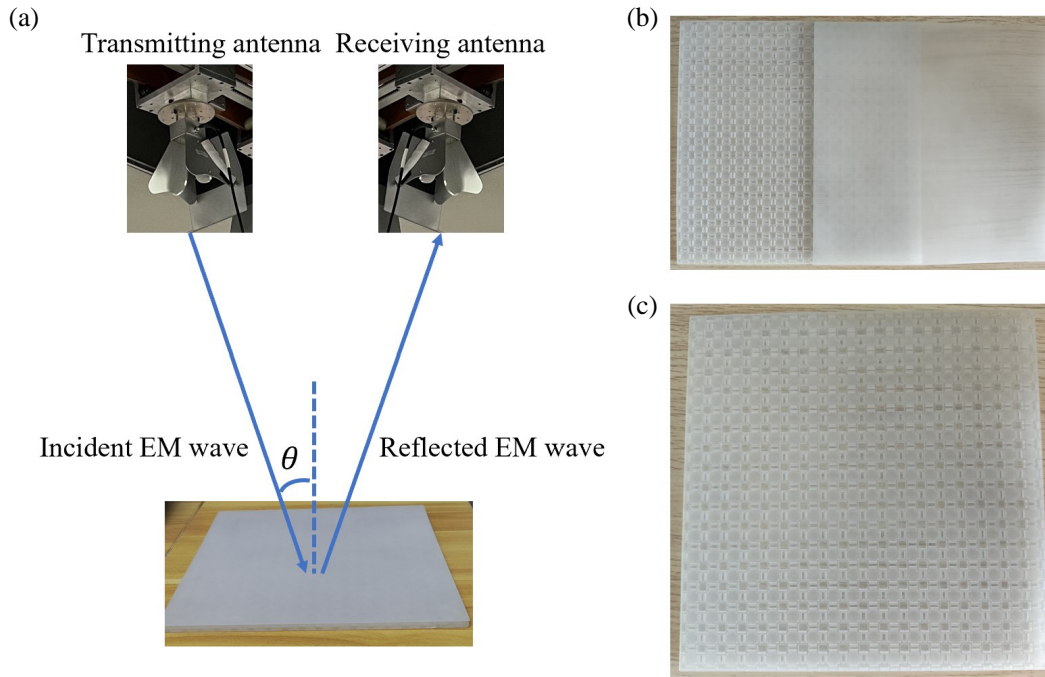 (a)
Transmitting antenna Receiving antenna
Incident EM wave
θ
Reflected EM wave
(b)
(c)